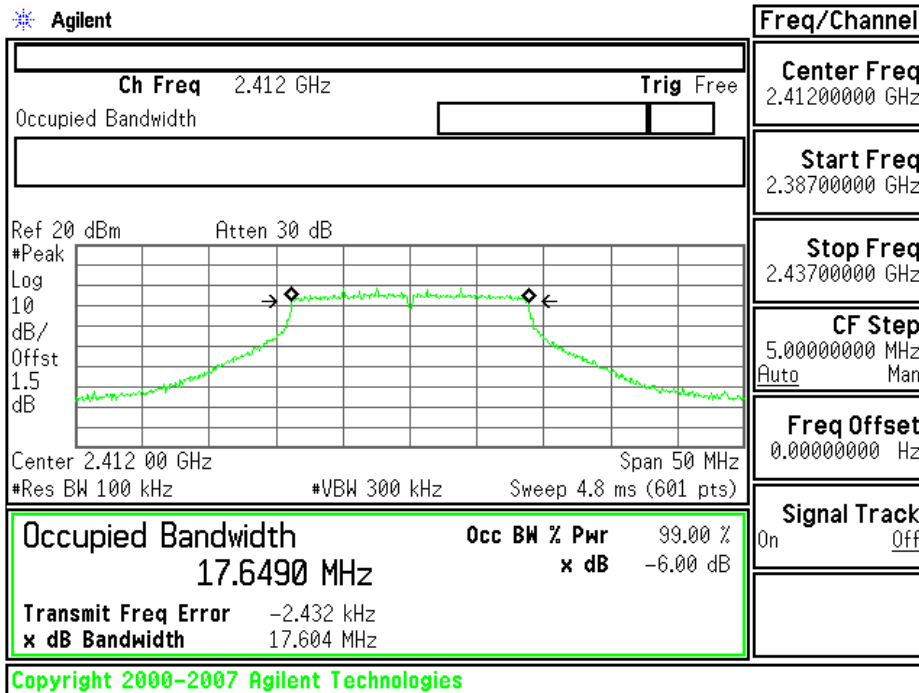 Agilent
Freq/Channel
Ch Freq 2.412 GHz Trig Free
Occupied Bandwidth
Center Freq
2.41200000 GHz
Start Freq
2.38700000 GHz
Stop Freq
2.43700000 GHz
CF Step
5.00000000 MHz
Auto Man
Freq Offset
0.00000000 Hz
Signal Track
On Off
Ref 20 dBm Atten 30 dB
#Peak
Log
10
dB/
Offst
1.5
dB
Center 2.412 00 GHz Span 50 MHz
#Res BW 100 kHz #VBW 300 kHz Sweep 4.8 ms (601 pts)
Occupied Bandwidth
17.6490 MHz
Occ BW % Pwr 99.00 %
x dB -6.00 dB
Transmit Freq Error -2.432 kHz
x dB Bandwidth 17.604 MHz
Copyright 2000-2007 Agilent Technologies